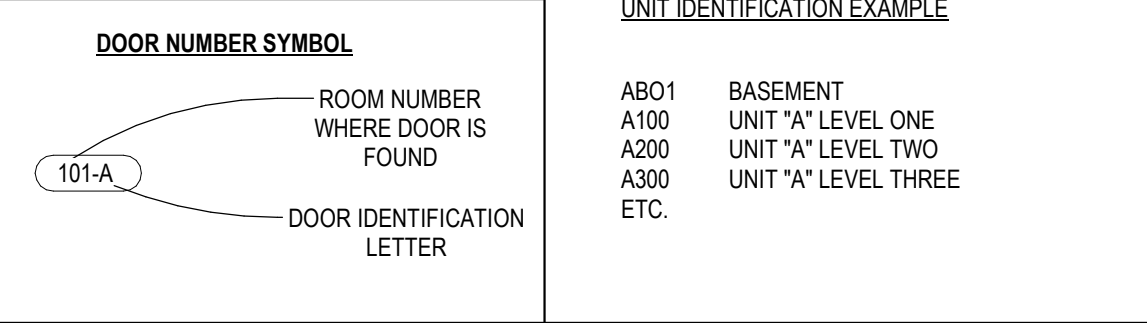 DOOR NUMBER SYMBOL
ROOM NUMBER
WHERE DOOR IS
FOUND
101-A
DOOR IDENTIFICATION
LETTER
UNIT IDENTIFICATION EXAMPLE
ABO1 BASEMENT
A100 UNIT "A" LEVEL ONE
A200 UNIT "A" LEVEL TWO
A300 UNIT "A" LEVEL THREE
ETC.